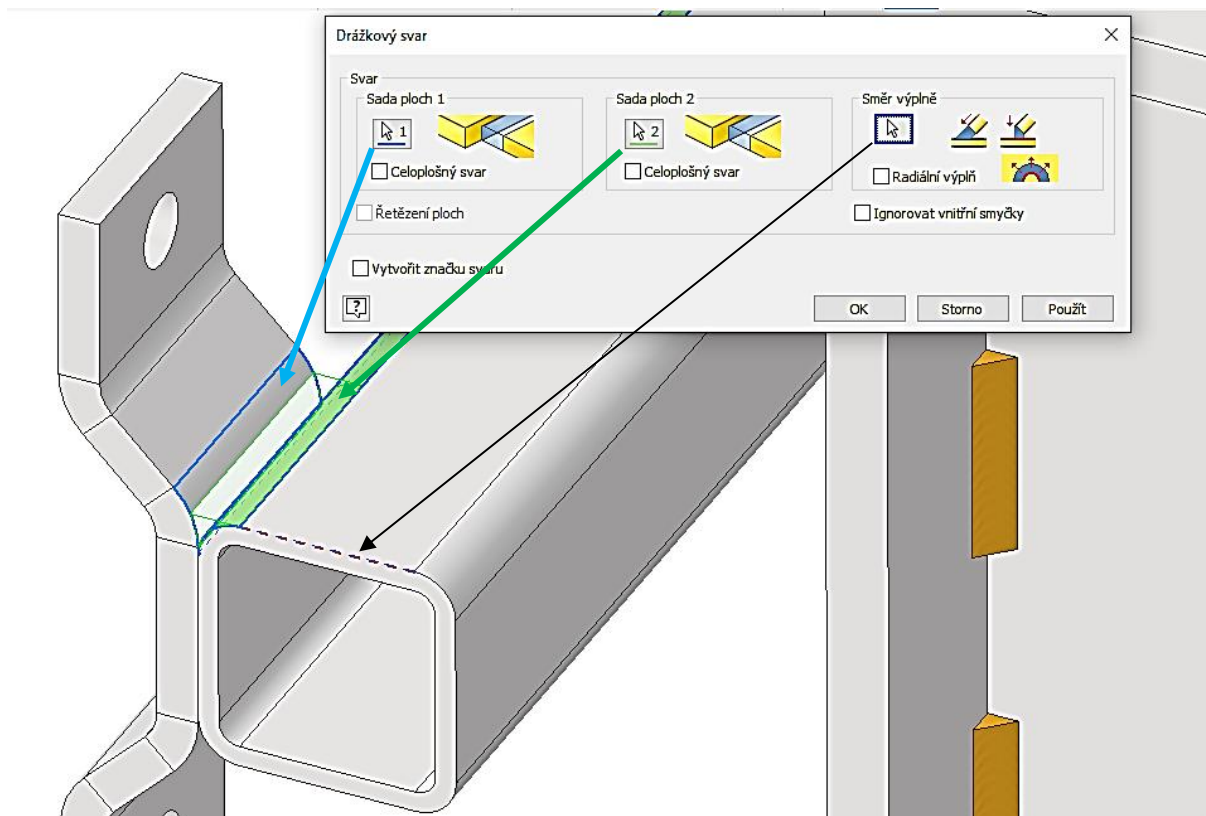 Drážkový svar
Svar
Sada ploch 1
Sada ploch 2
Směr výplně
1
2
Celoplošný svar
Celoplošný svar
Radiální výplň
Řetězení ploch
Ignorovat vnitřní smyčky
Vytvořit značku svaru
?
OK
Storno
Použít